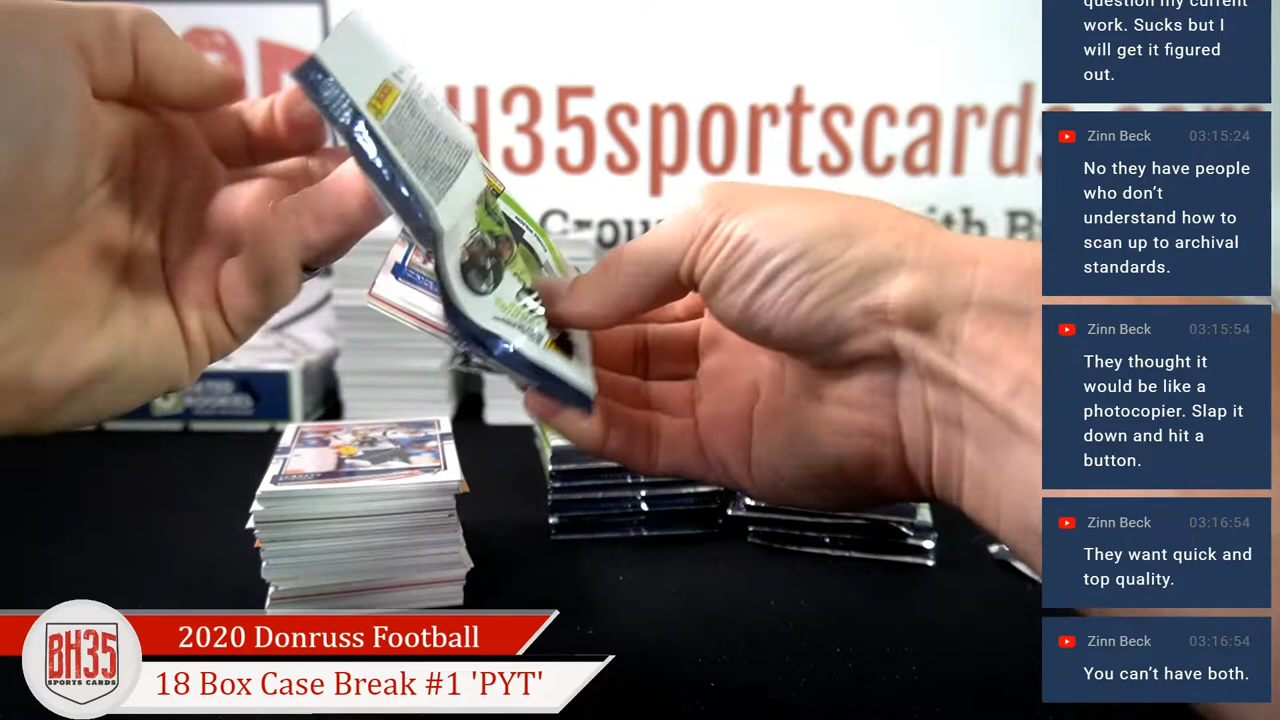 question my current
work. Sucks but I
will get it figured
out.
Zinn Beck 03:15:24
No they have people
who don't
understand how to
scan up to archival
standards.
Zinn Beck 03:15:54
They thought it
would be like a
photocopier. Slap it
down and hit a
button.
Zinn Beck 03:16:54
They want quick and
top quality.
Zinn Beck 03:16:54
You can't have both.
H35sportscards
2020 Donruss Football
18 Box Case Break #1 'PYT'
BH35
SPORTS CARDS